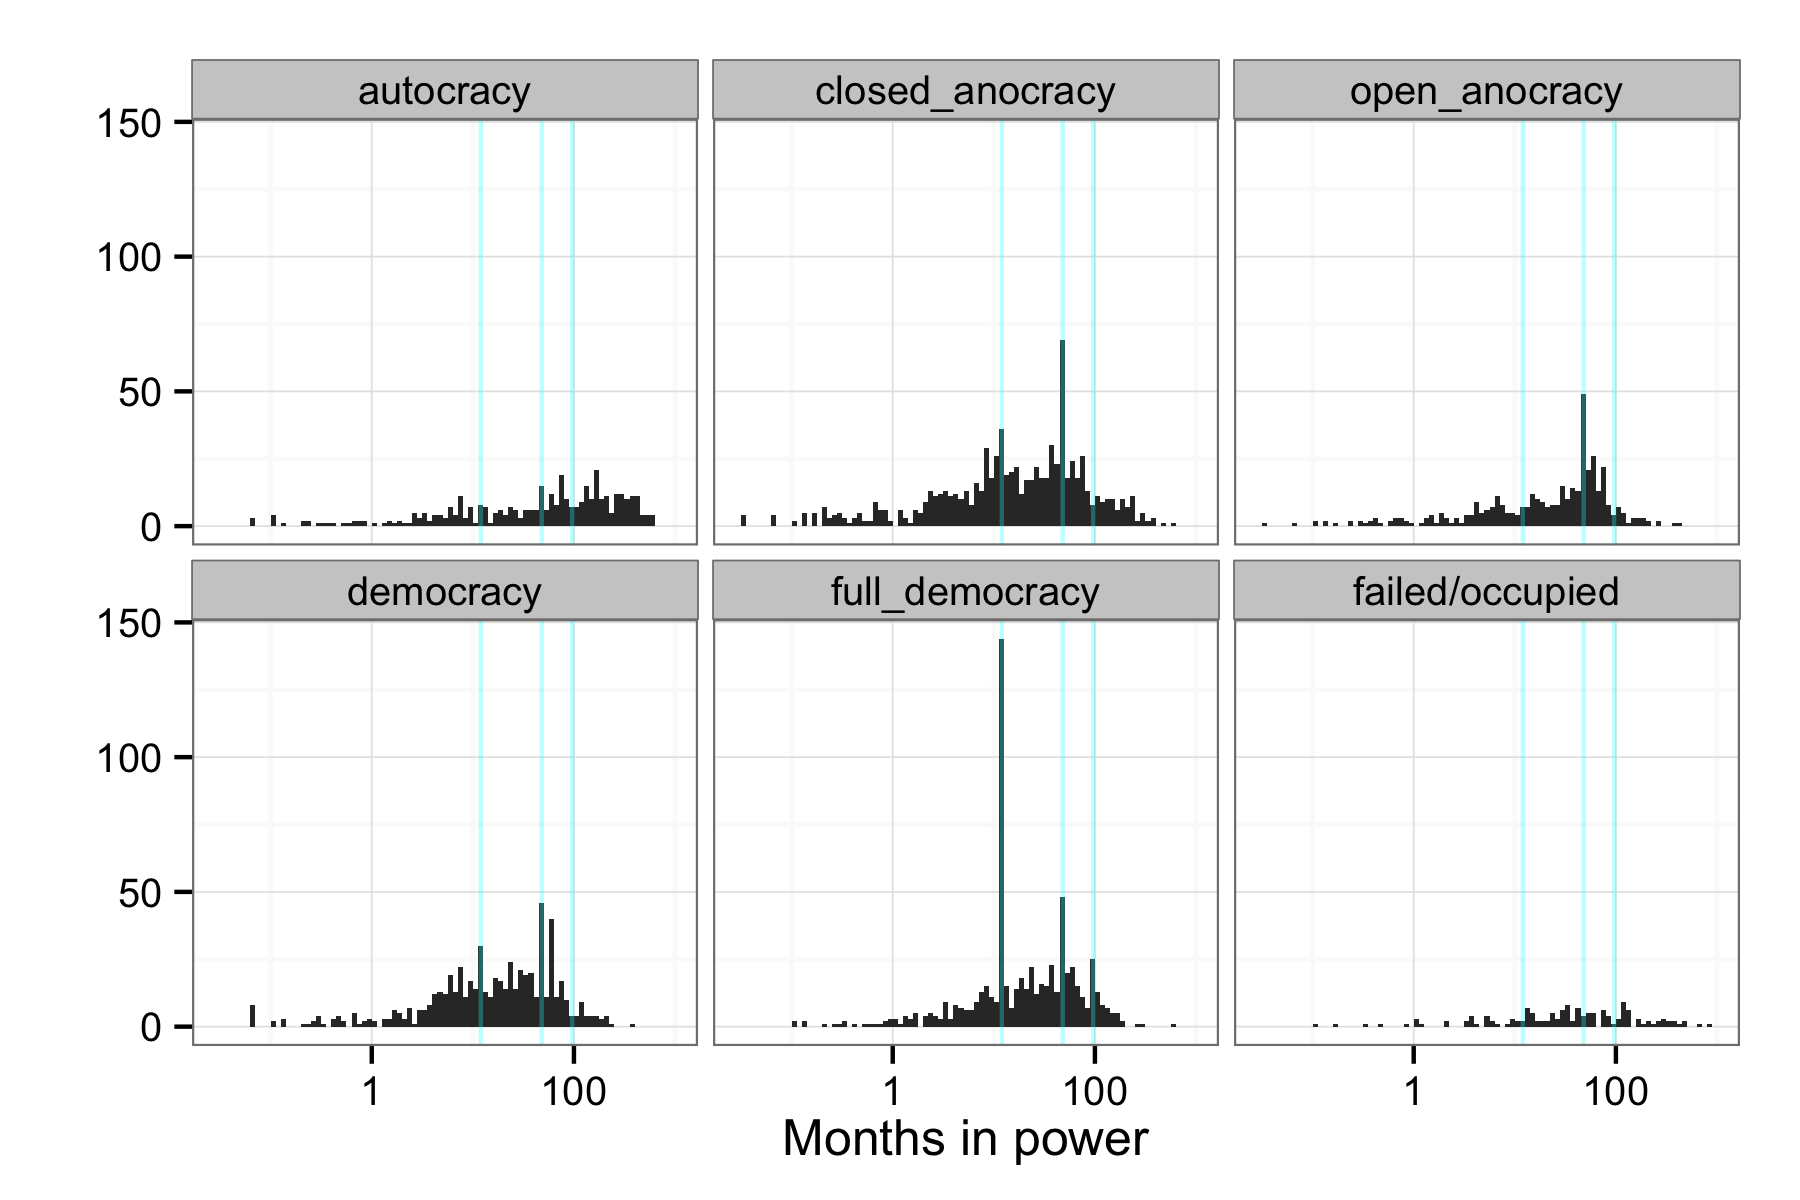 autocracy closed_anocracy open_anocracy
150
100
50
0
democracy full_democracy failed/occupied
150
100
50
0
1 100 1 100 1 100
Months in power